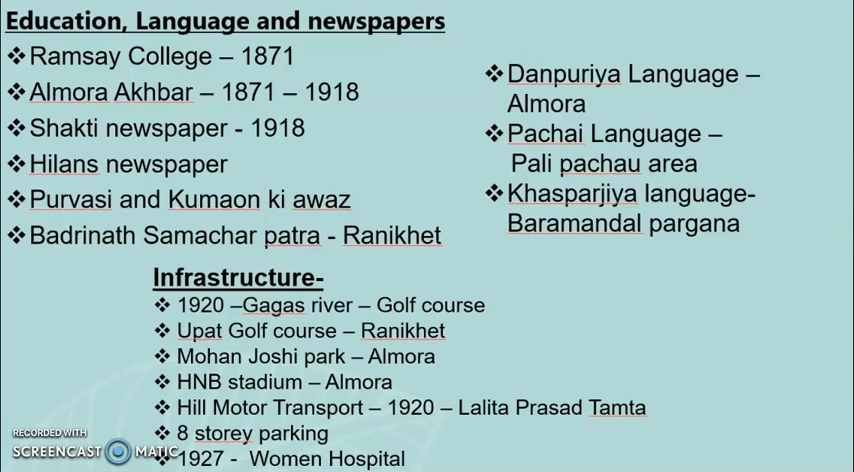 Education, Language and newspapers
❖Ramsay College – 1871
❖Almora Akhbar – 1871 – 1918
❖Shakti newspaper - 1918
❖Hilans newspaper
❖Purvasi and Kumaon ki awaz
❖Badrinath Samachar patra - Ranikhet
❖Danpuriya Language –
Almora
❖Pachai Language –
Pali pachau area
❖Khasparjiya language-
Baramandal pargana
Infrastructure-
❖ 1920 –Gagas river – Golf course
❖ Upat Golf course – Ranikhet
❖ Mohan Joshi park – Almora
❖ HNB stadium – Almora
❖ Hill Motor Transport – 1920 – Lalita Prasad Tamta
❖ 8 storey parking
❖ 1927 - Women Hospital
RECORDED WITH
SCREENCAST MATIC